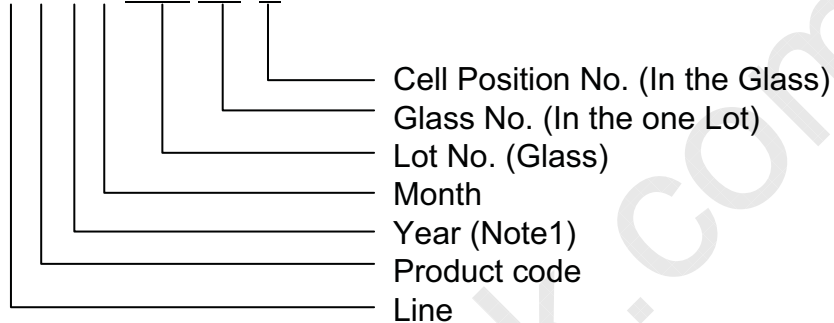 Cell Position No. (In the Glass)
Glass No. (In the one Lot)
Lot No. (Glass)
Month
Year (Note1)
Product code
Line
k.com